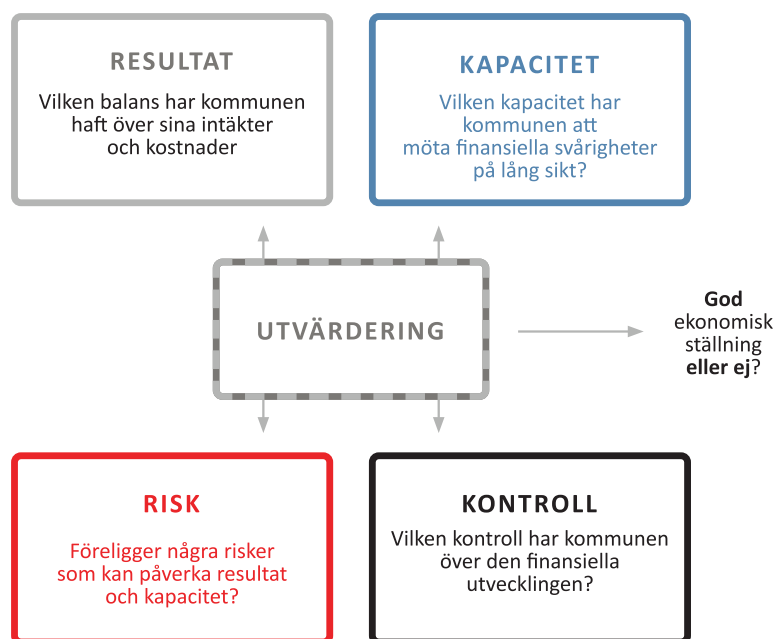 RESULTAT
Vilken balans har kommunen
haft över sina intäkter
och kostnader
KAPACITET
Vilken kapacitet har
kommunen att
möta finansiella svårigheter
på lång sikt?
UTVÄRDERING
God
ekonomisk
ställning
eller ej?
RISK
Föreligger några risker
som kan påverka resultat
och kapacitet?
KONTROLL
Vilken kontroll har kommunen
över den finansiella
utvecklingen?